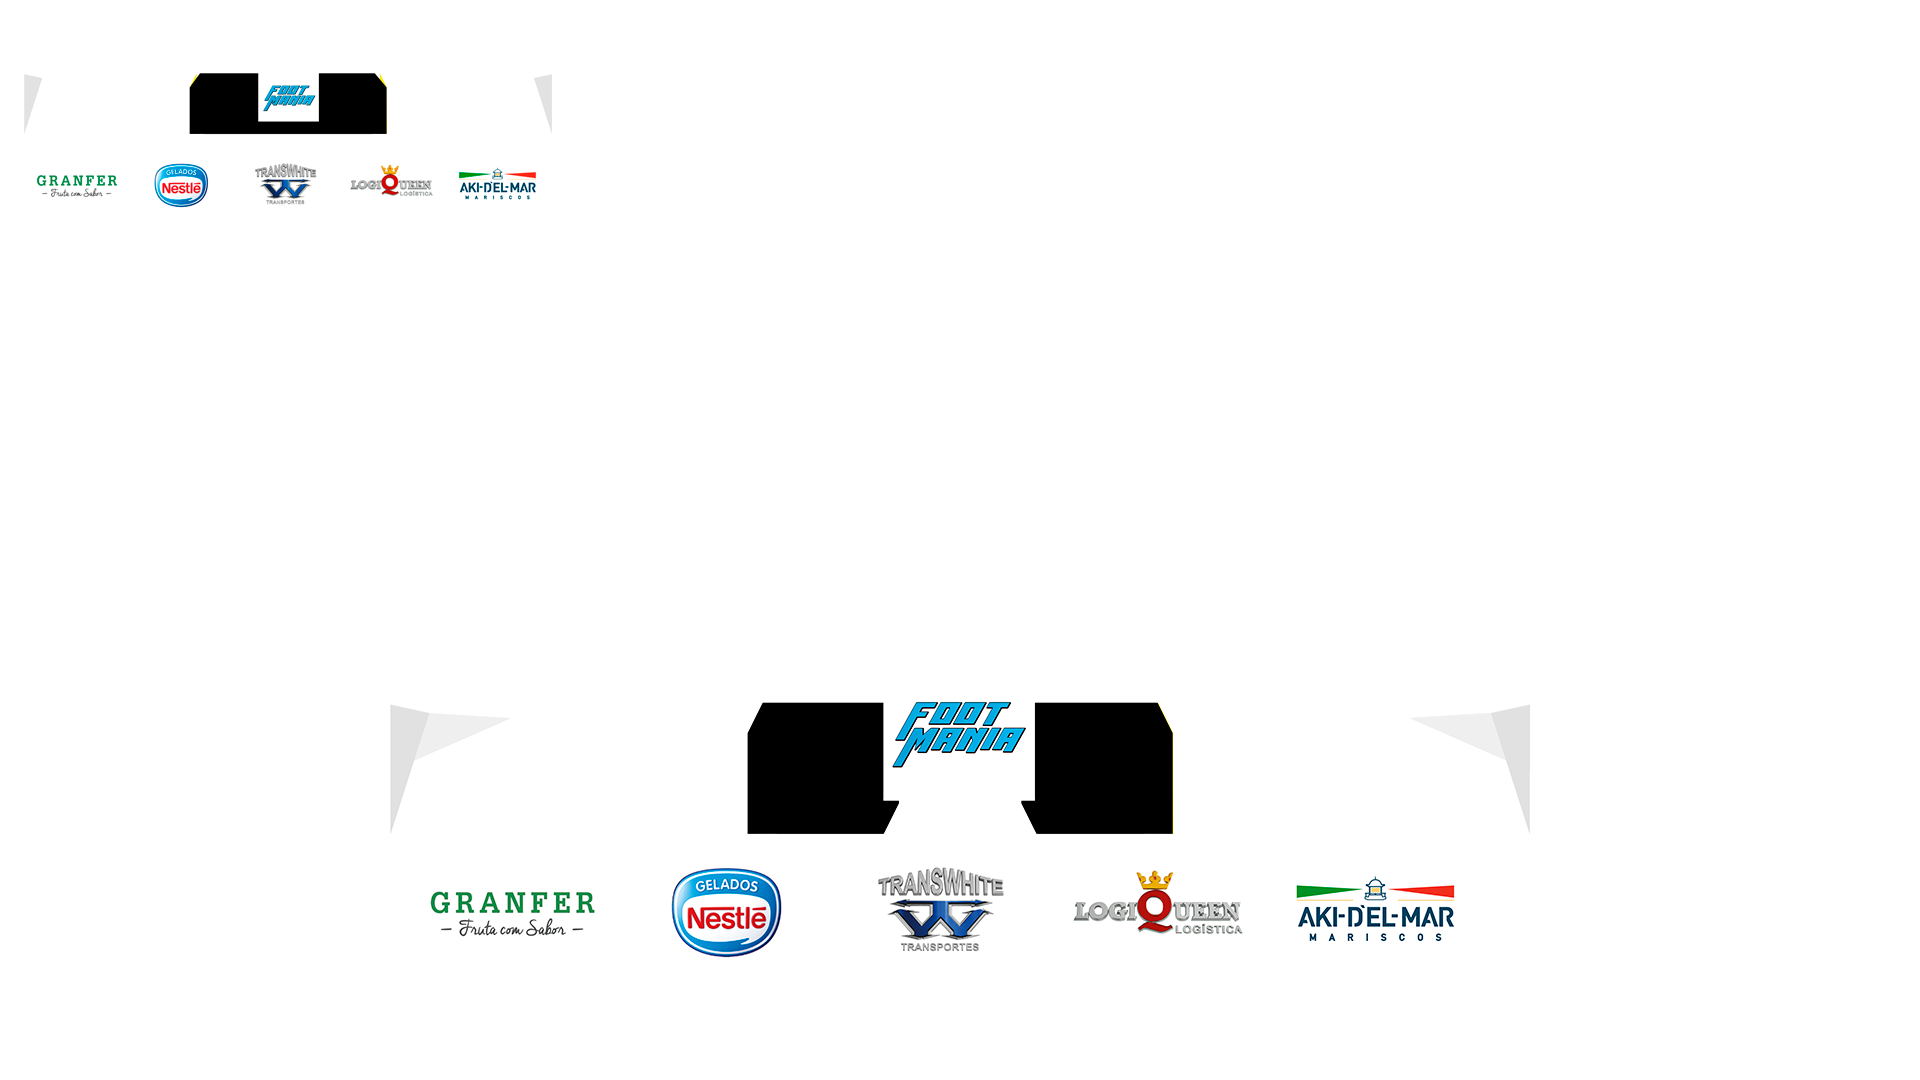 FOOT
MANIA
GRANFER
– Fruta com Sabor –
GELADOS
Nestlé
TRANSWHITE
TRANSPORTES
LOGIQUEEN
LOGÍSTICA
AKI-D'EL-MAR
MARISCOS
FOOT
MANIA
GRANFER
– Fruta com Sabor –
GELADOS
Nestlé
TRANSWHITE
TRANSPORTES
LOGIQUEEN
LOGÍSTICA
AKI-D'EL-MAR
MARISCOS